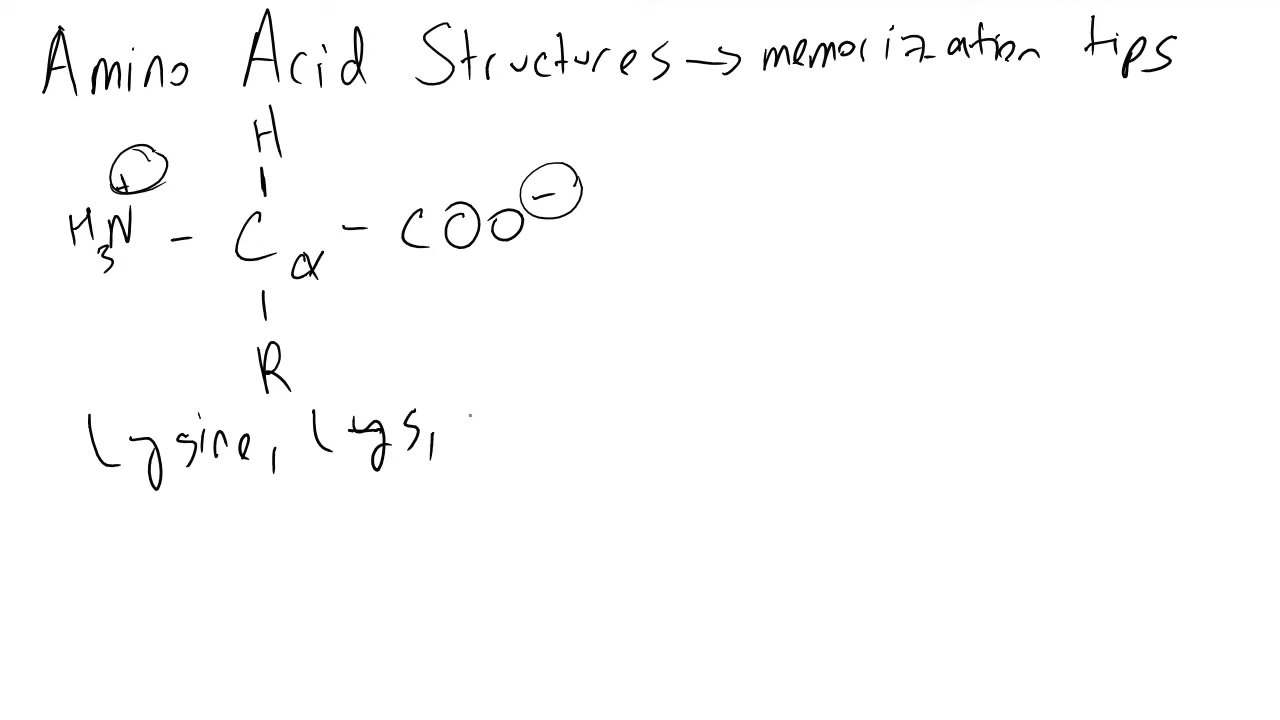 Amino Acid Structures → memorization tips
H
|
H₃N⁺ - Cα - COO⁻
|
R
Lysine, Lys,